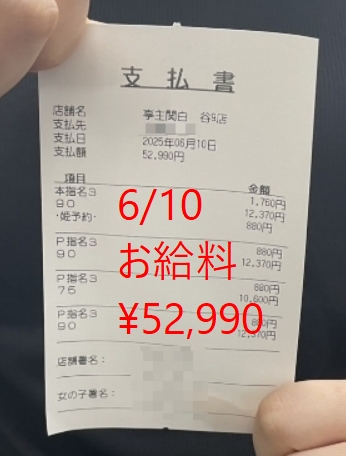 支払書
店舗名 亭主関白 谷9店
支払先
支払日 2025年06月10日
支払額 52,990円
項目 金額
本指名3 1,760円
90 12,370円
・姫予約・ 880円
P指名3 880円
90 12,370円
P指名3 880円
75 10,600円
P指名3 880円
90 12,370円
店舗署名：
女の子署名：
6/10
お給料
¥52,990